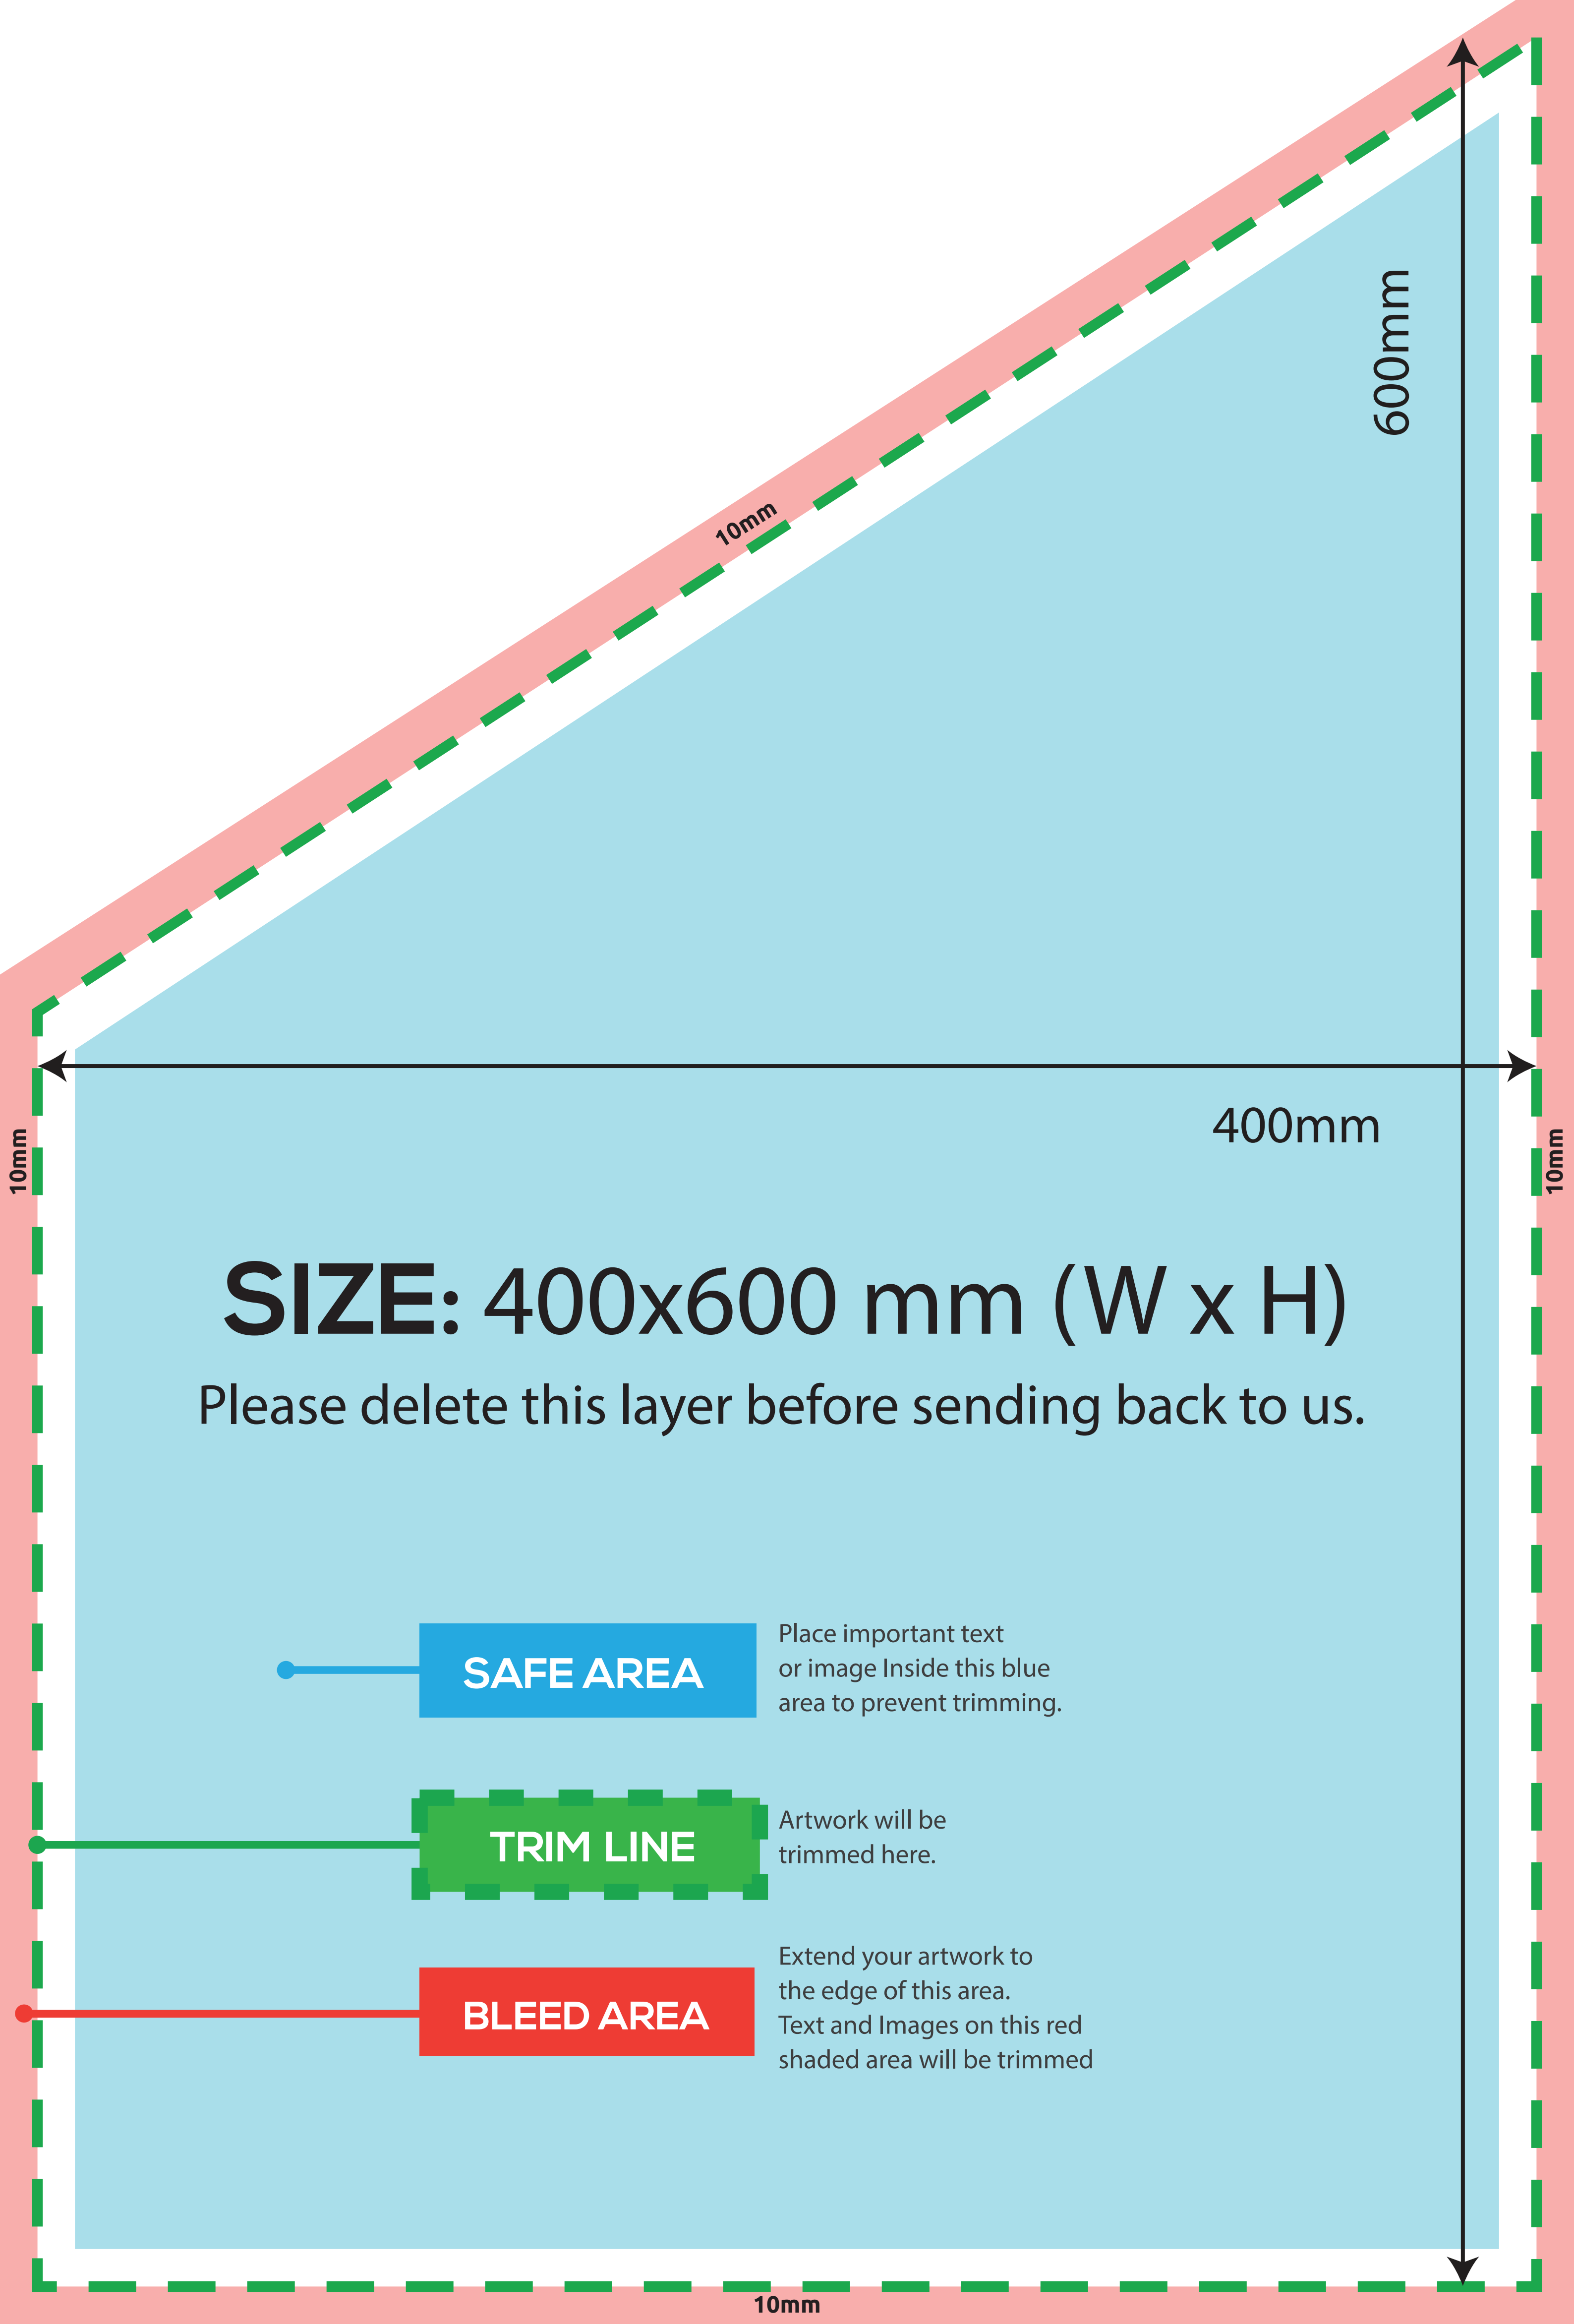 600mm
10mm
400mm
10mm
10mm
SIZE: 400x600 mm (W x H)
Please delete this layer before sending back to us.
SAFE AREA
Place important text
or image Inside this blue
area to prevent trimming.
TRIM LINE
Artwork will be
trimmed here.
BLEED AREA
Extend your artwork to
the edge of this area.
Text and Images on this red
shaded area will be trimmed
10mm